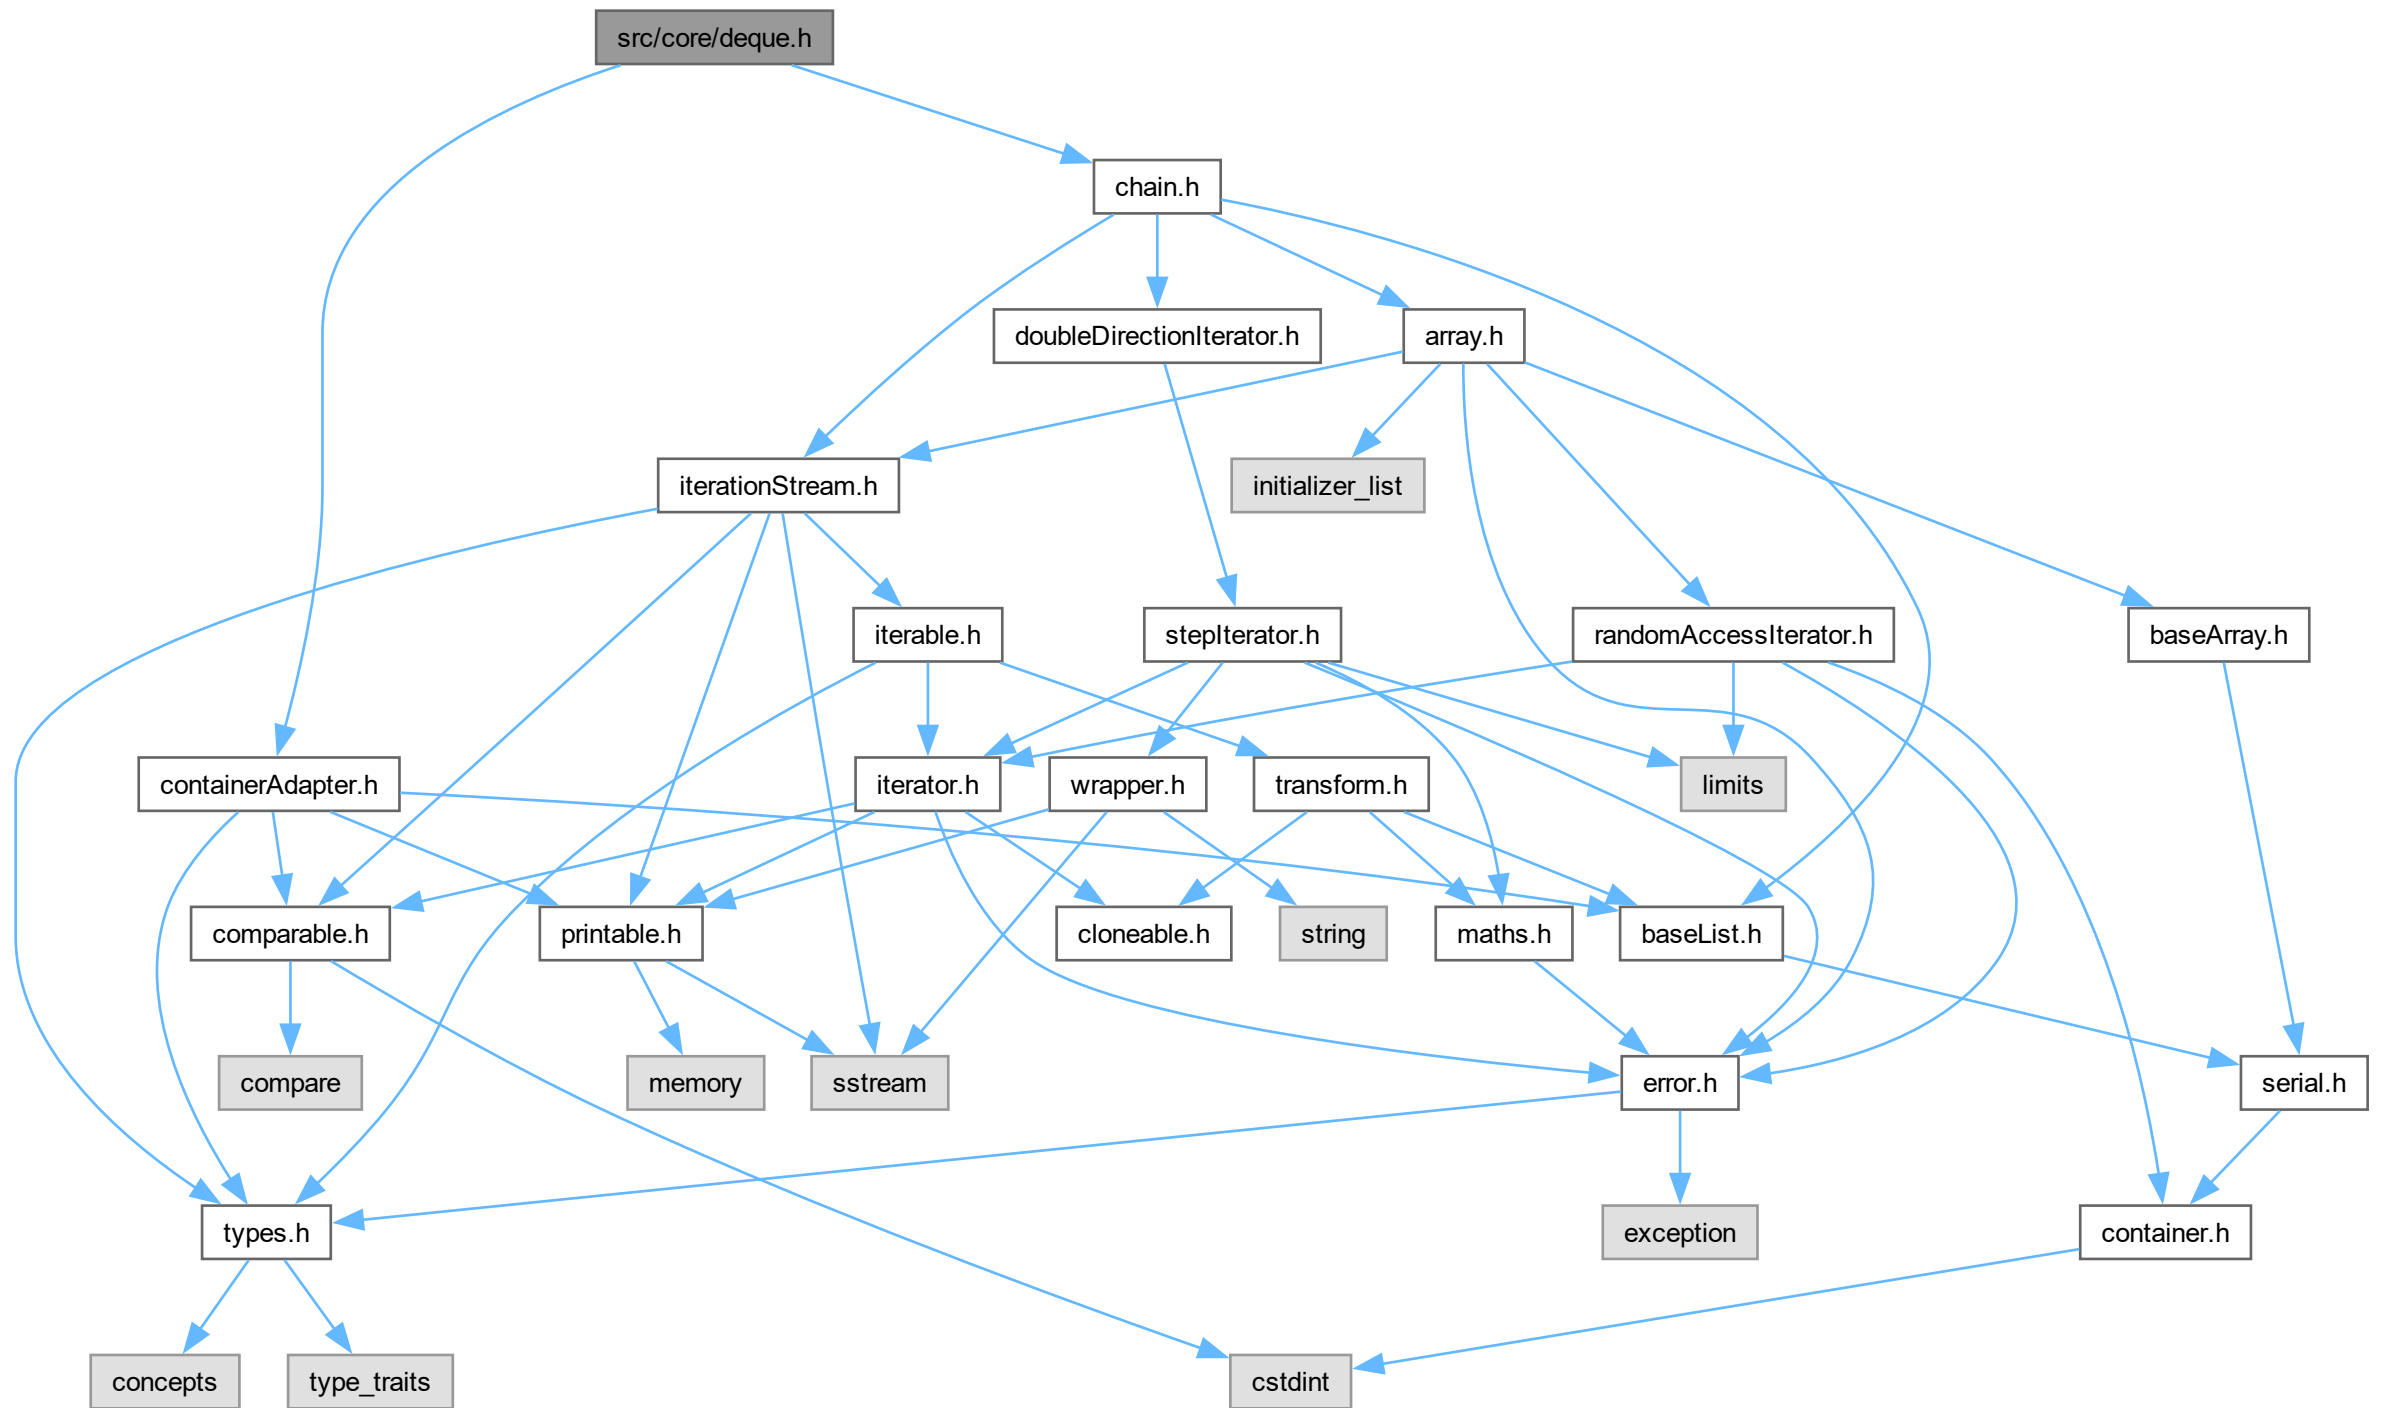 src/core/deque.h
chain.h
doubleDirectionIterator.h
array.h
iterationStream.h
initializer_list
iterable.h
stepIterator.h
randomAccessIterator.h
baseArray.h
containerAdapter.h
iterator.h
wrapper.h
transform.h
limits
comparable.h
printable.h
cloneable.h
string
maths.h
baseList.h
compare
memory
sstream
error.h
serial.h
types.h
exception
container.h
concepts
type_traits
cstdint